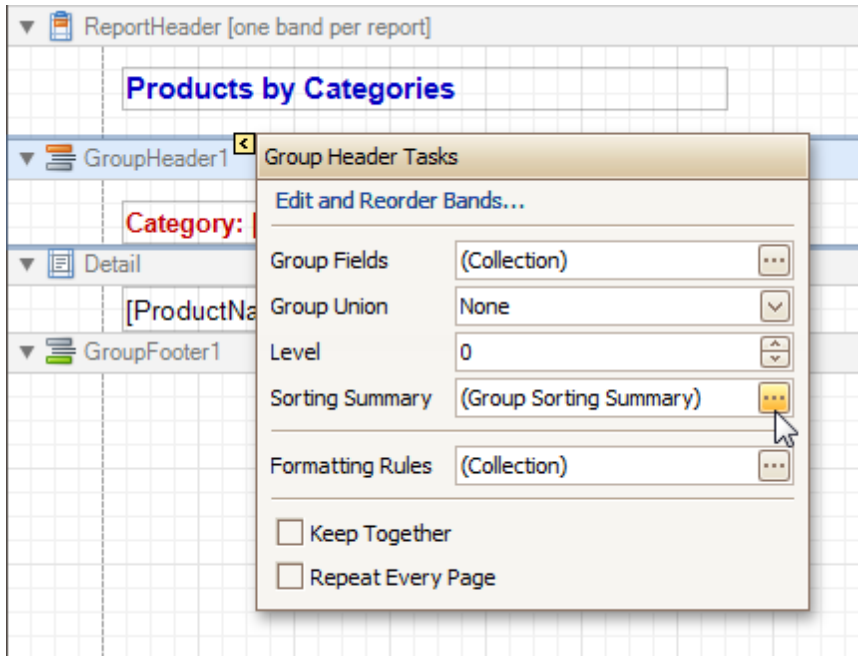 ReportHeader [one band per report]
Products by Categories
GroupHeader1
Group Header Tasks
Edit and Reorder Bands...
Category: [
Group Fields (Collection)
Detail
[ProductNa
Group Union None
GroupFooter1
Level 0
Sorting Summary (Group Sorting Summary)
Formatting Rules (Collection)
Keep Together
Repeat Every Page